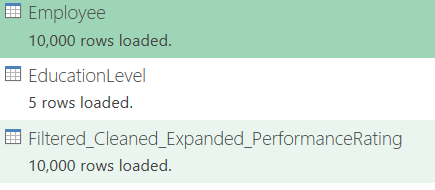 Employee
10,000 rows loaded.
EducationLevel
5 rows loaded.
Filtered_Cleaned_Expanded_PerformanceRating
10,000 rows loaded.